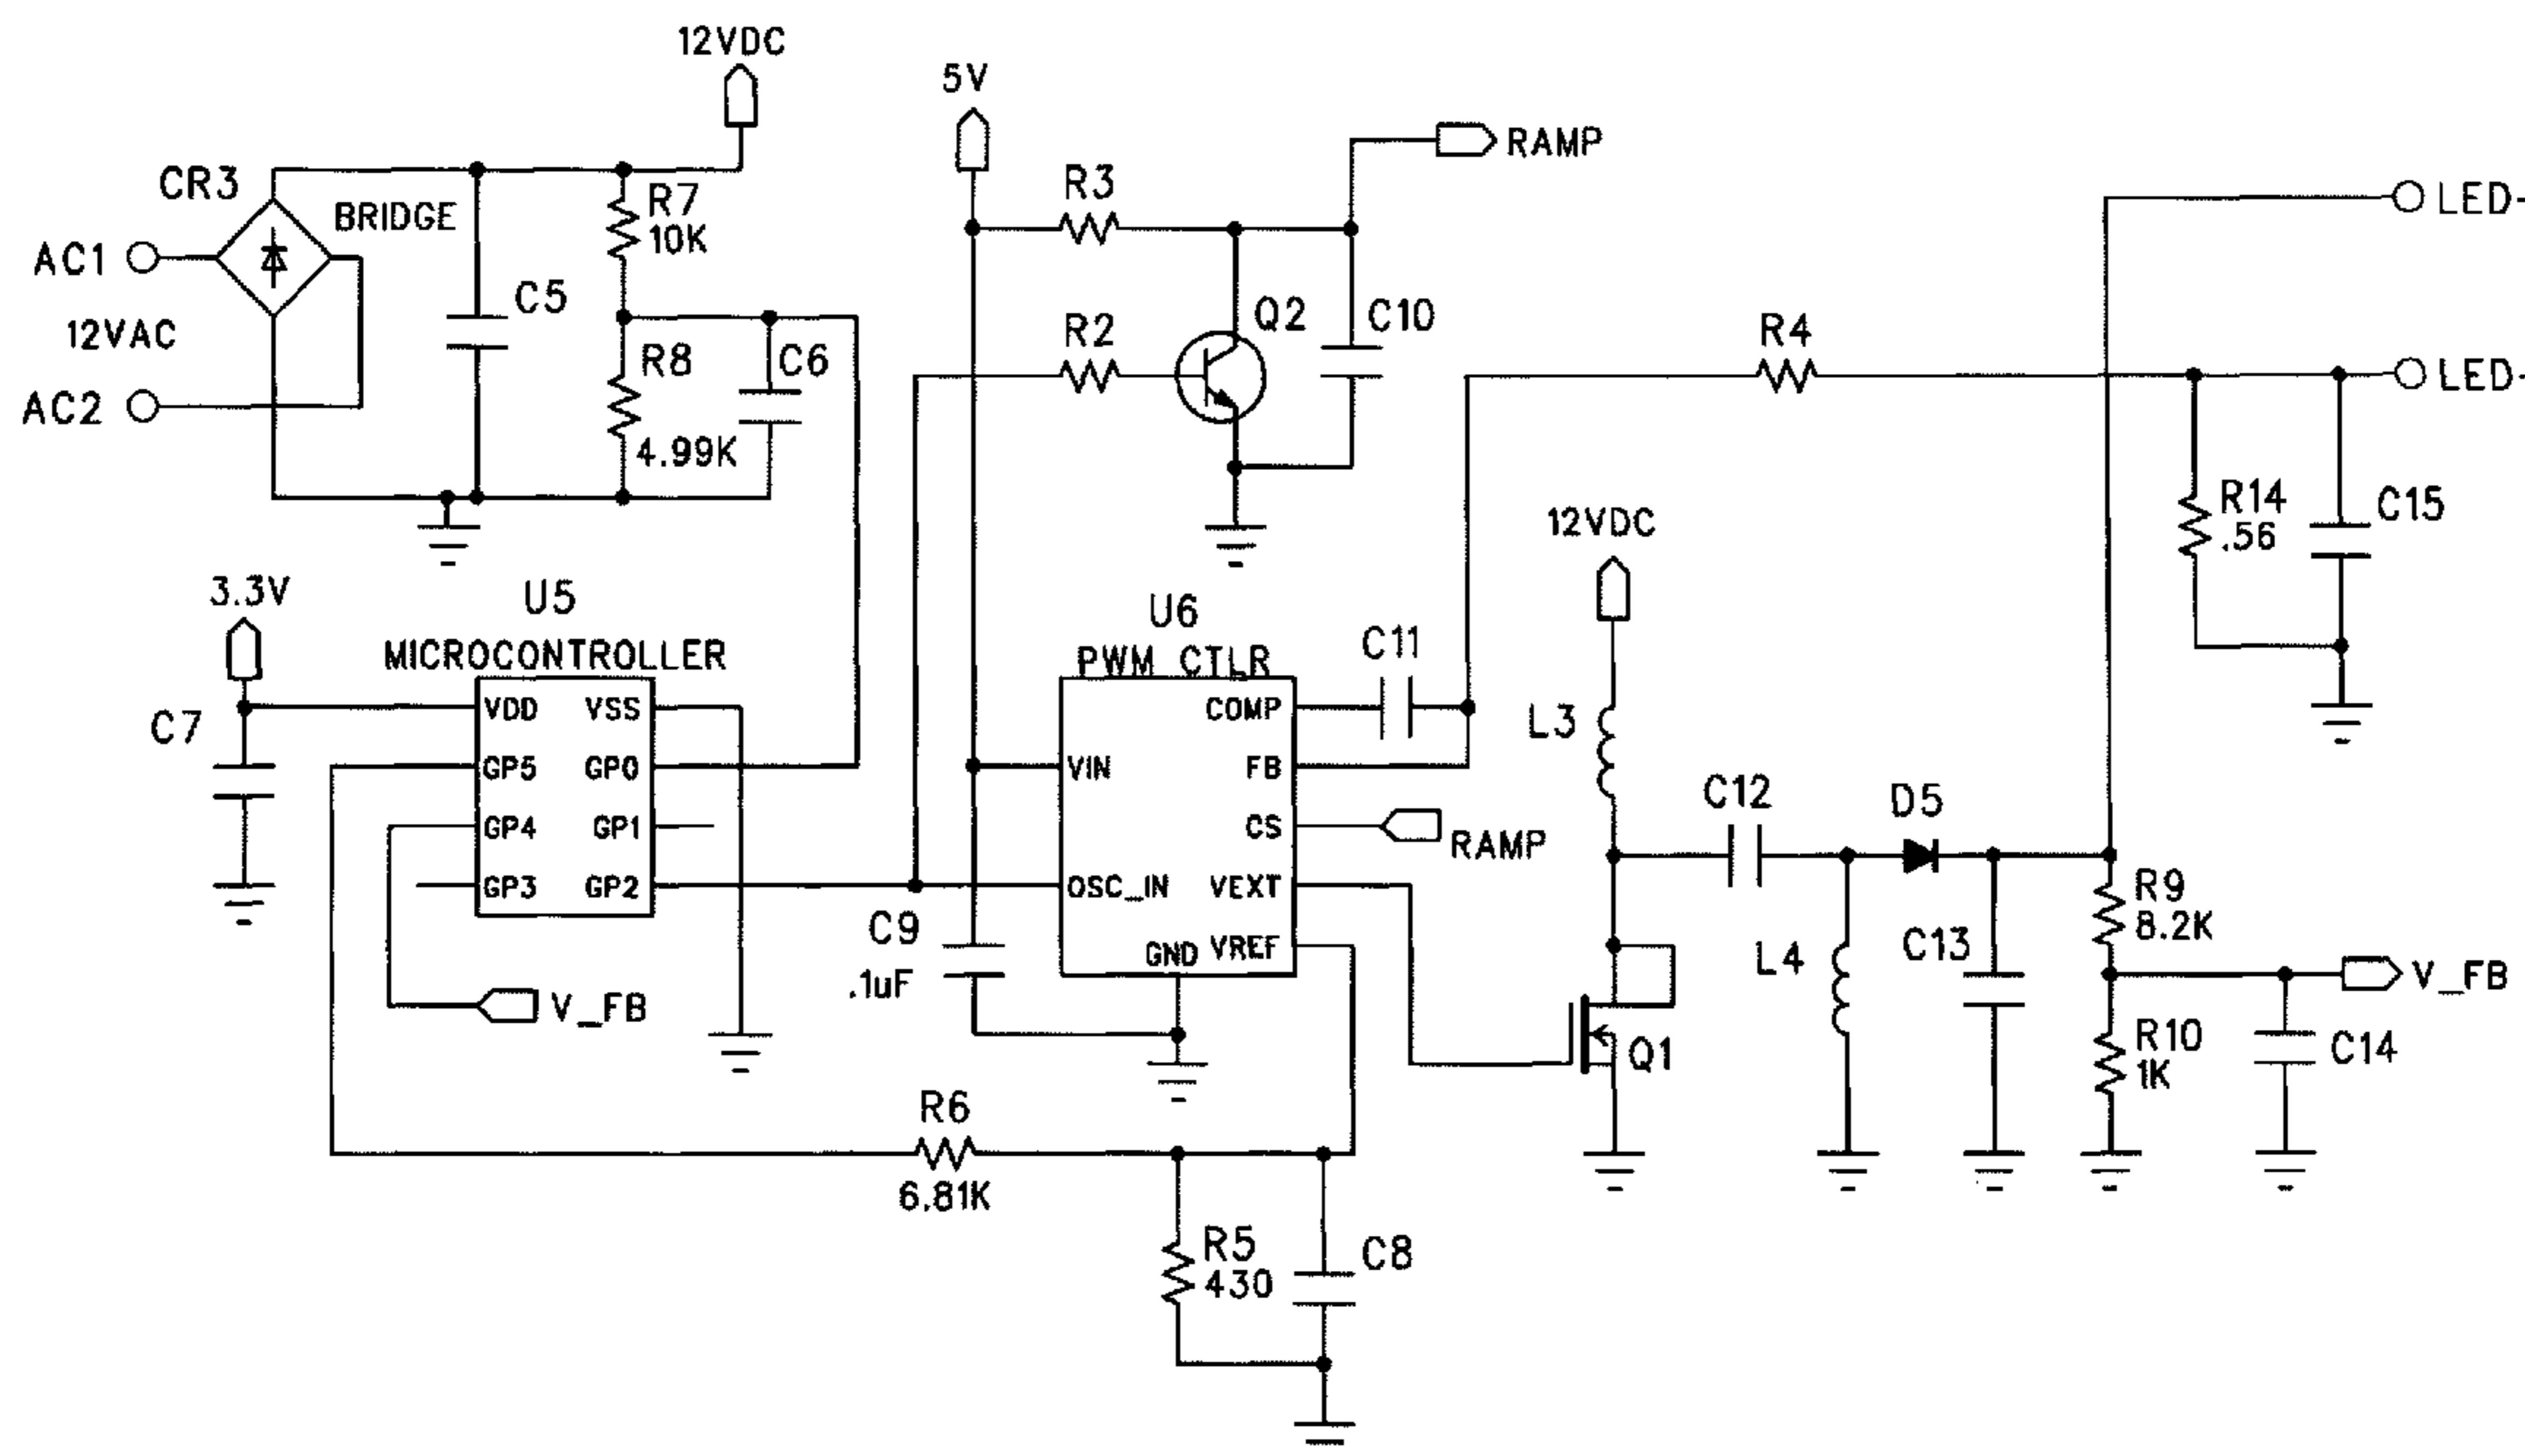 12VDC
5V
RAMP
CR3
BRIDGE
R7
10K
R3
LED-
AC1
12VAC
C5
Q2
C10
R2
R4
LED-
R8
4.99K
C6
AC2
R14
.56
C15
12VDC
3.3V
U5
MICROCONTROLLER
U6
PWM CTLR
C11
C7
VDD
VSS
GP5
GP0
GP4
GP1
GP3
GP2
VIN
OSC_IN
GND
COMP
FB
CS
VEXT
VREF
RAMP
L3
C12
D5
C9
.1uF
V_FB
Q1
L4
C13
R9
8.2K
V_FB
R10
1K
C14
R6
6.81K
R5
430
C8